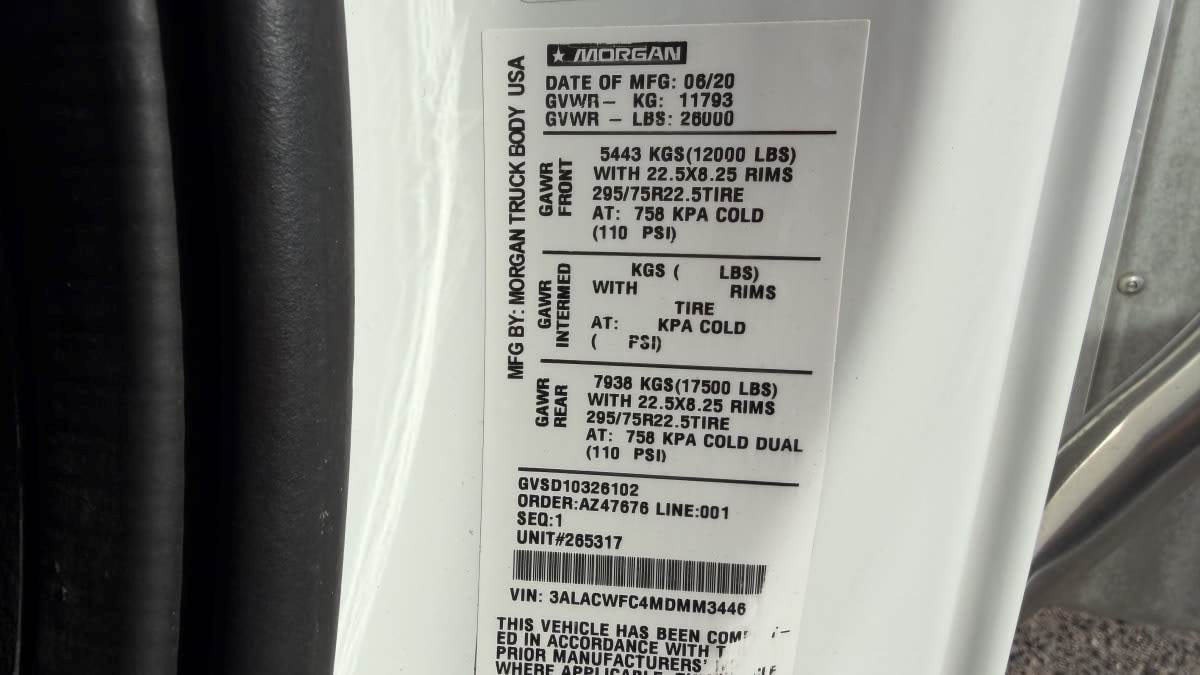 MORGAN
MFG BY: MORGAN TRUCK BODY USA
DATE OF MFG: 06/20
GVWR – KG: 11793
GVWR – LBS: 26000
GAWR FRONT
5443 KGS(12000 LBS)
WITH 22.5X8.25 RIMS
295/75R22.5TIRE
AT: 758 KPA COLD
(110 PSI)
GAWR INTERMED
KGS ( LBS)
WITH RIMS
TIRE
AT: KPA COLD
( PSI)
GAWR REAR
7938 KGS(17500 LBS)
WITH 22.5X8.25 RIMS
295/75R22.5TIRE
AT: 758 KPA COLD DUAL
(110 PSI)
GVSD10326102
ORDER:AZ47676 LINE:001
SEQ:1
UNIT#265317
VIN: 3ALACWFC4MDMM3446
THIS VEHICLE HAS BEEN
ED IN ACCORDANCE WITH
PRIOR MANUFACTURERS'
WHERE APPLICABLE.